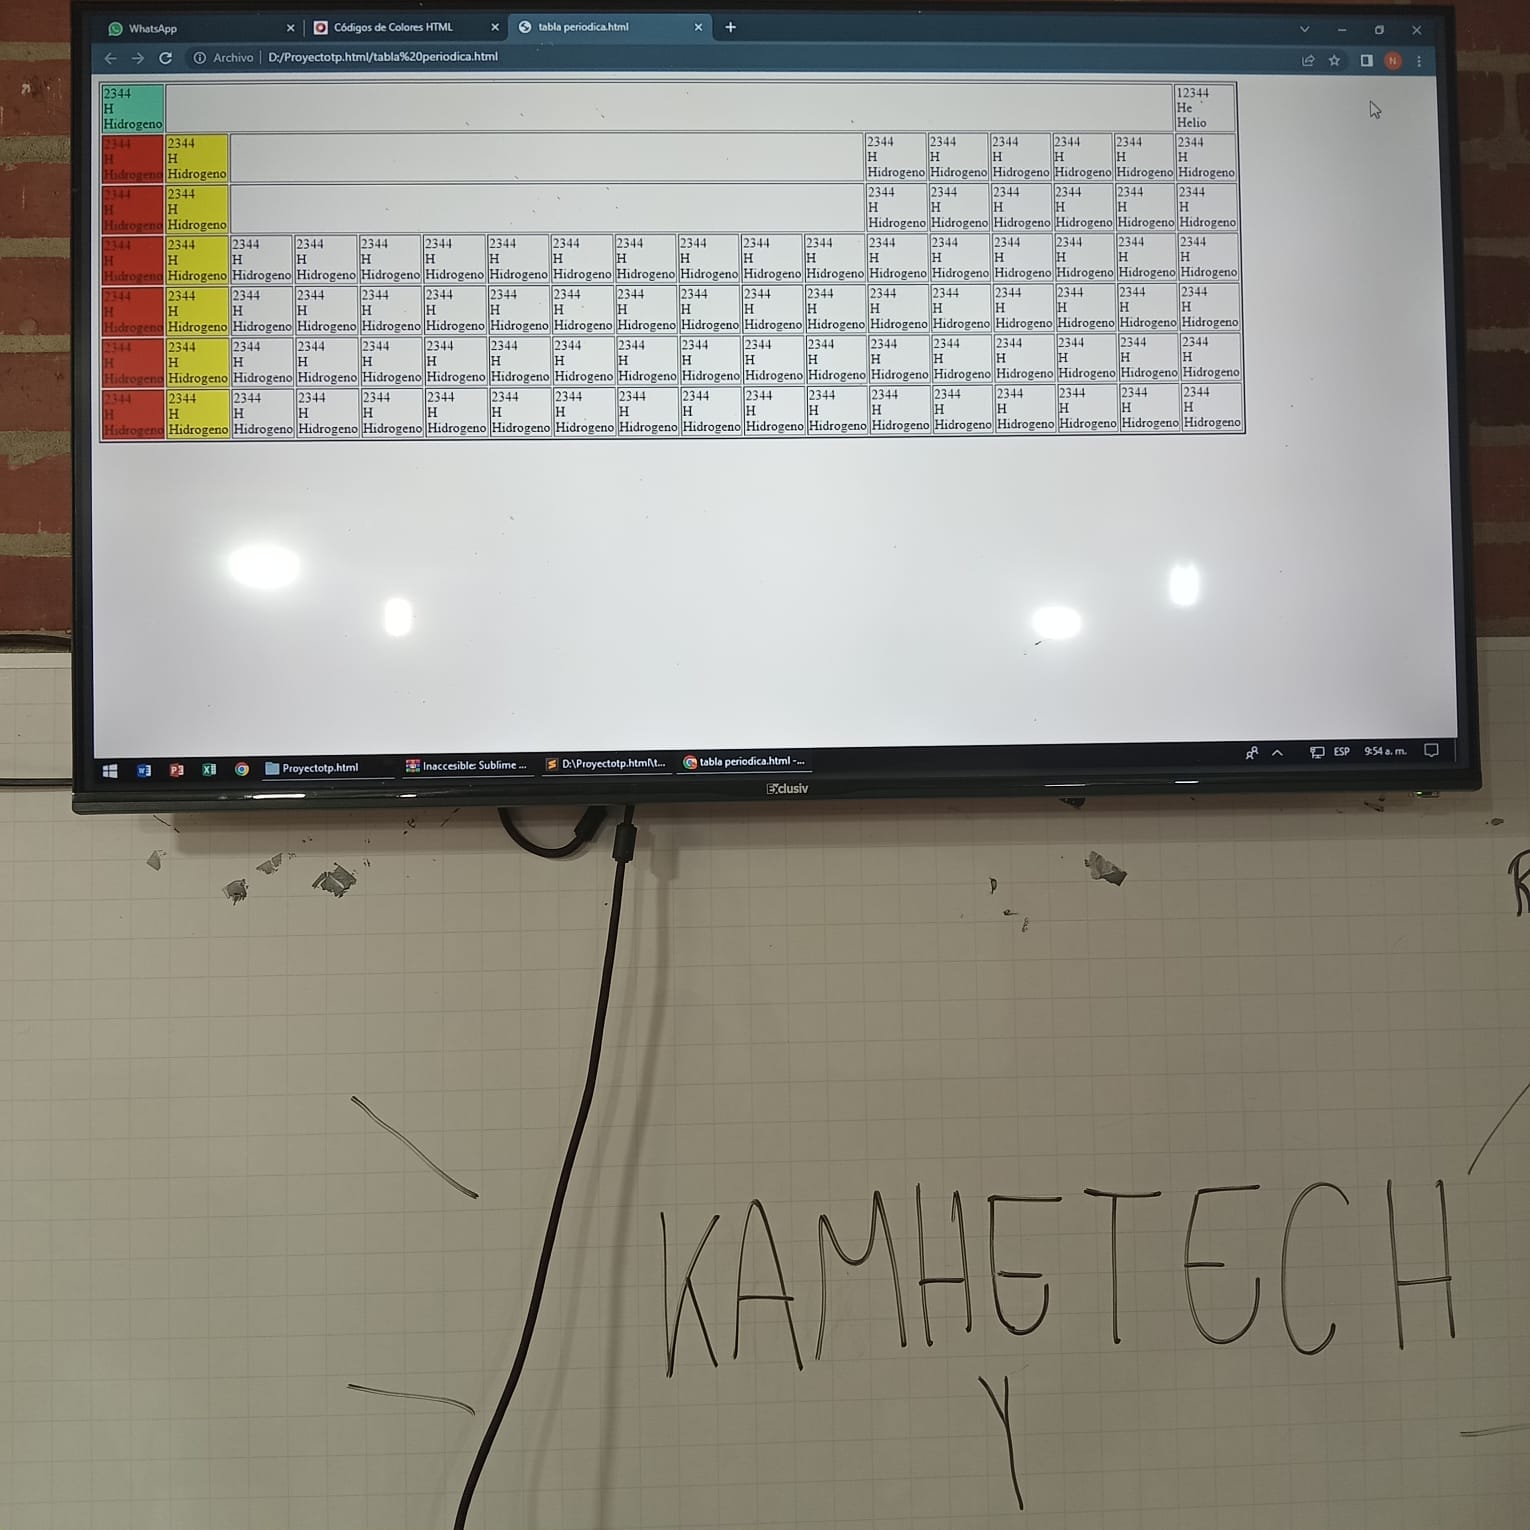 WhatsApp
Códigos de Colores HTML
tabla periodica.html
Archivo
D:/Proyectotp.html/tabla%20periodica.html
N
2344 12344
H He
Hidrogeno Helio
2344 2344 2344 2344 2344 2344 2344 2344
H H H H H H H H
Hidrogeno Hidrogeno Hidrogeno Hidrogeno Hidrogeno Hidrogeno Hidrogeno Hidrogeno
2344 2344 2344 2344 2344 2344 2344 2344
H H H H H H H H
Hidrogeno Hidrogeno Hidrogeno Hidrogeno Hidrogeno Hidrogeno Hidrogeno Hidrogeno
2344 2344 2344 2344 2344 2344 2344 2344 2344 2344 2344 2344 2344 2344 2344 2344 2344 2344
H H H H H H H H H H H H H H H H H H
Hidrogeno Hidrogeno Hidrogeno Hidrogeno Hidrogeno Hidrogeno Hidrogeno Hidrogeno Hidrogeno Hidrogeno Hidrogeno Hidrogeno Hidrogeno Hidrogeno Hidrogeno Hidrogeno Hidrogeno Hidrogeno
2344 2344 2344 2344 2344 2344 2344 2344 2344 2344 2344 2344 2344 2344 2344 2344 2344 2344
H H H H H H H H H H H H H H H H H H
Hidrogeno Hidrogeno Hidrogeno Hidrogeno Hidrogeno Hidrogeno Hidrogeno Hidrogeno Hidrogeno Hidrogeno Hidrogeno Hidrogeno Hidrogeno Hidrogeno Hidrogeno Hidrogeno Hidrogeno Hidrogeno
2344 2344 2344 2344 2344 2344 2344 2344 2344 2344 2344 2344 2344 2344 2344 2344 2344 2344
H H H H H H H H H H H H H H H H H H
Hidrogeno Hidrogeno Hidrogeno Hidrogeno Hidrogeno Hidrogeno Hidrogeno Hidrogeno Hidrogeno Hidrogeno Hidrogeno Hidrogeno Hidrogeno Hidrogeno Hidrogeno Hidrogeno Hidrogeno Hidrogeno
2344 2344 2344 2344 2344 2344 2344 2344 2344 2344 2344 2344 2344 2344 2344 2344 2344 2344
H H H H H H H H H H H H H H H H H H
Hidrogeno Hidrogeno Hidrogeno Hidrogeno Hidrogeno Hidrogeno Hidrogeno Hidrogeno Hidrogeno Hidrogeno Hidrogeno Hidrogeno Hidrogeno Hidrogeno Hidrogeno Hidrogeno Hidrogeno Hidrogeno
Proyectotp.html
Inaccesible: Sublime ...
D:\Proyectotp.html\t...
tabla periodica.html -...
ESP
9:54 a. m.
Exclusiv
KAMHETECH
Y